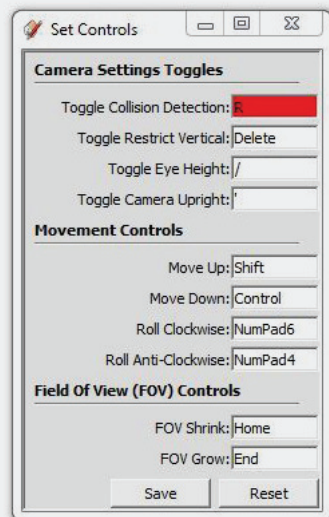 Set Controls
Camera Settings Toggles
Toggle Collision Detection: R
Toggle Restrict Vertical: Delete
Toggle Eye Height: /
Toggle Camera Upright: '
Movement Controls
Move Up: Shift
Move Down: Control
Roll Clockwise: NumPad6
Roll Anti-Clockwise: NumPad4
Field Of View (FOV) Controls
FOV Shrink: Home
FOV Grow: End
Save Reset